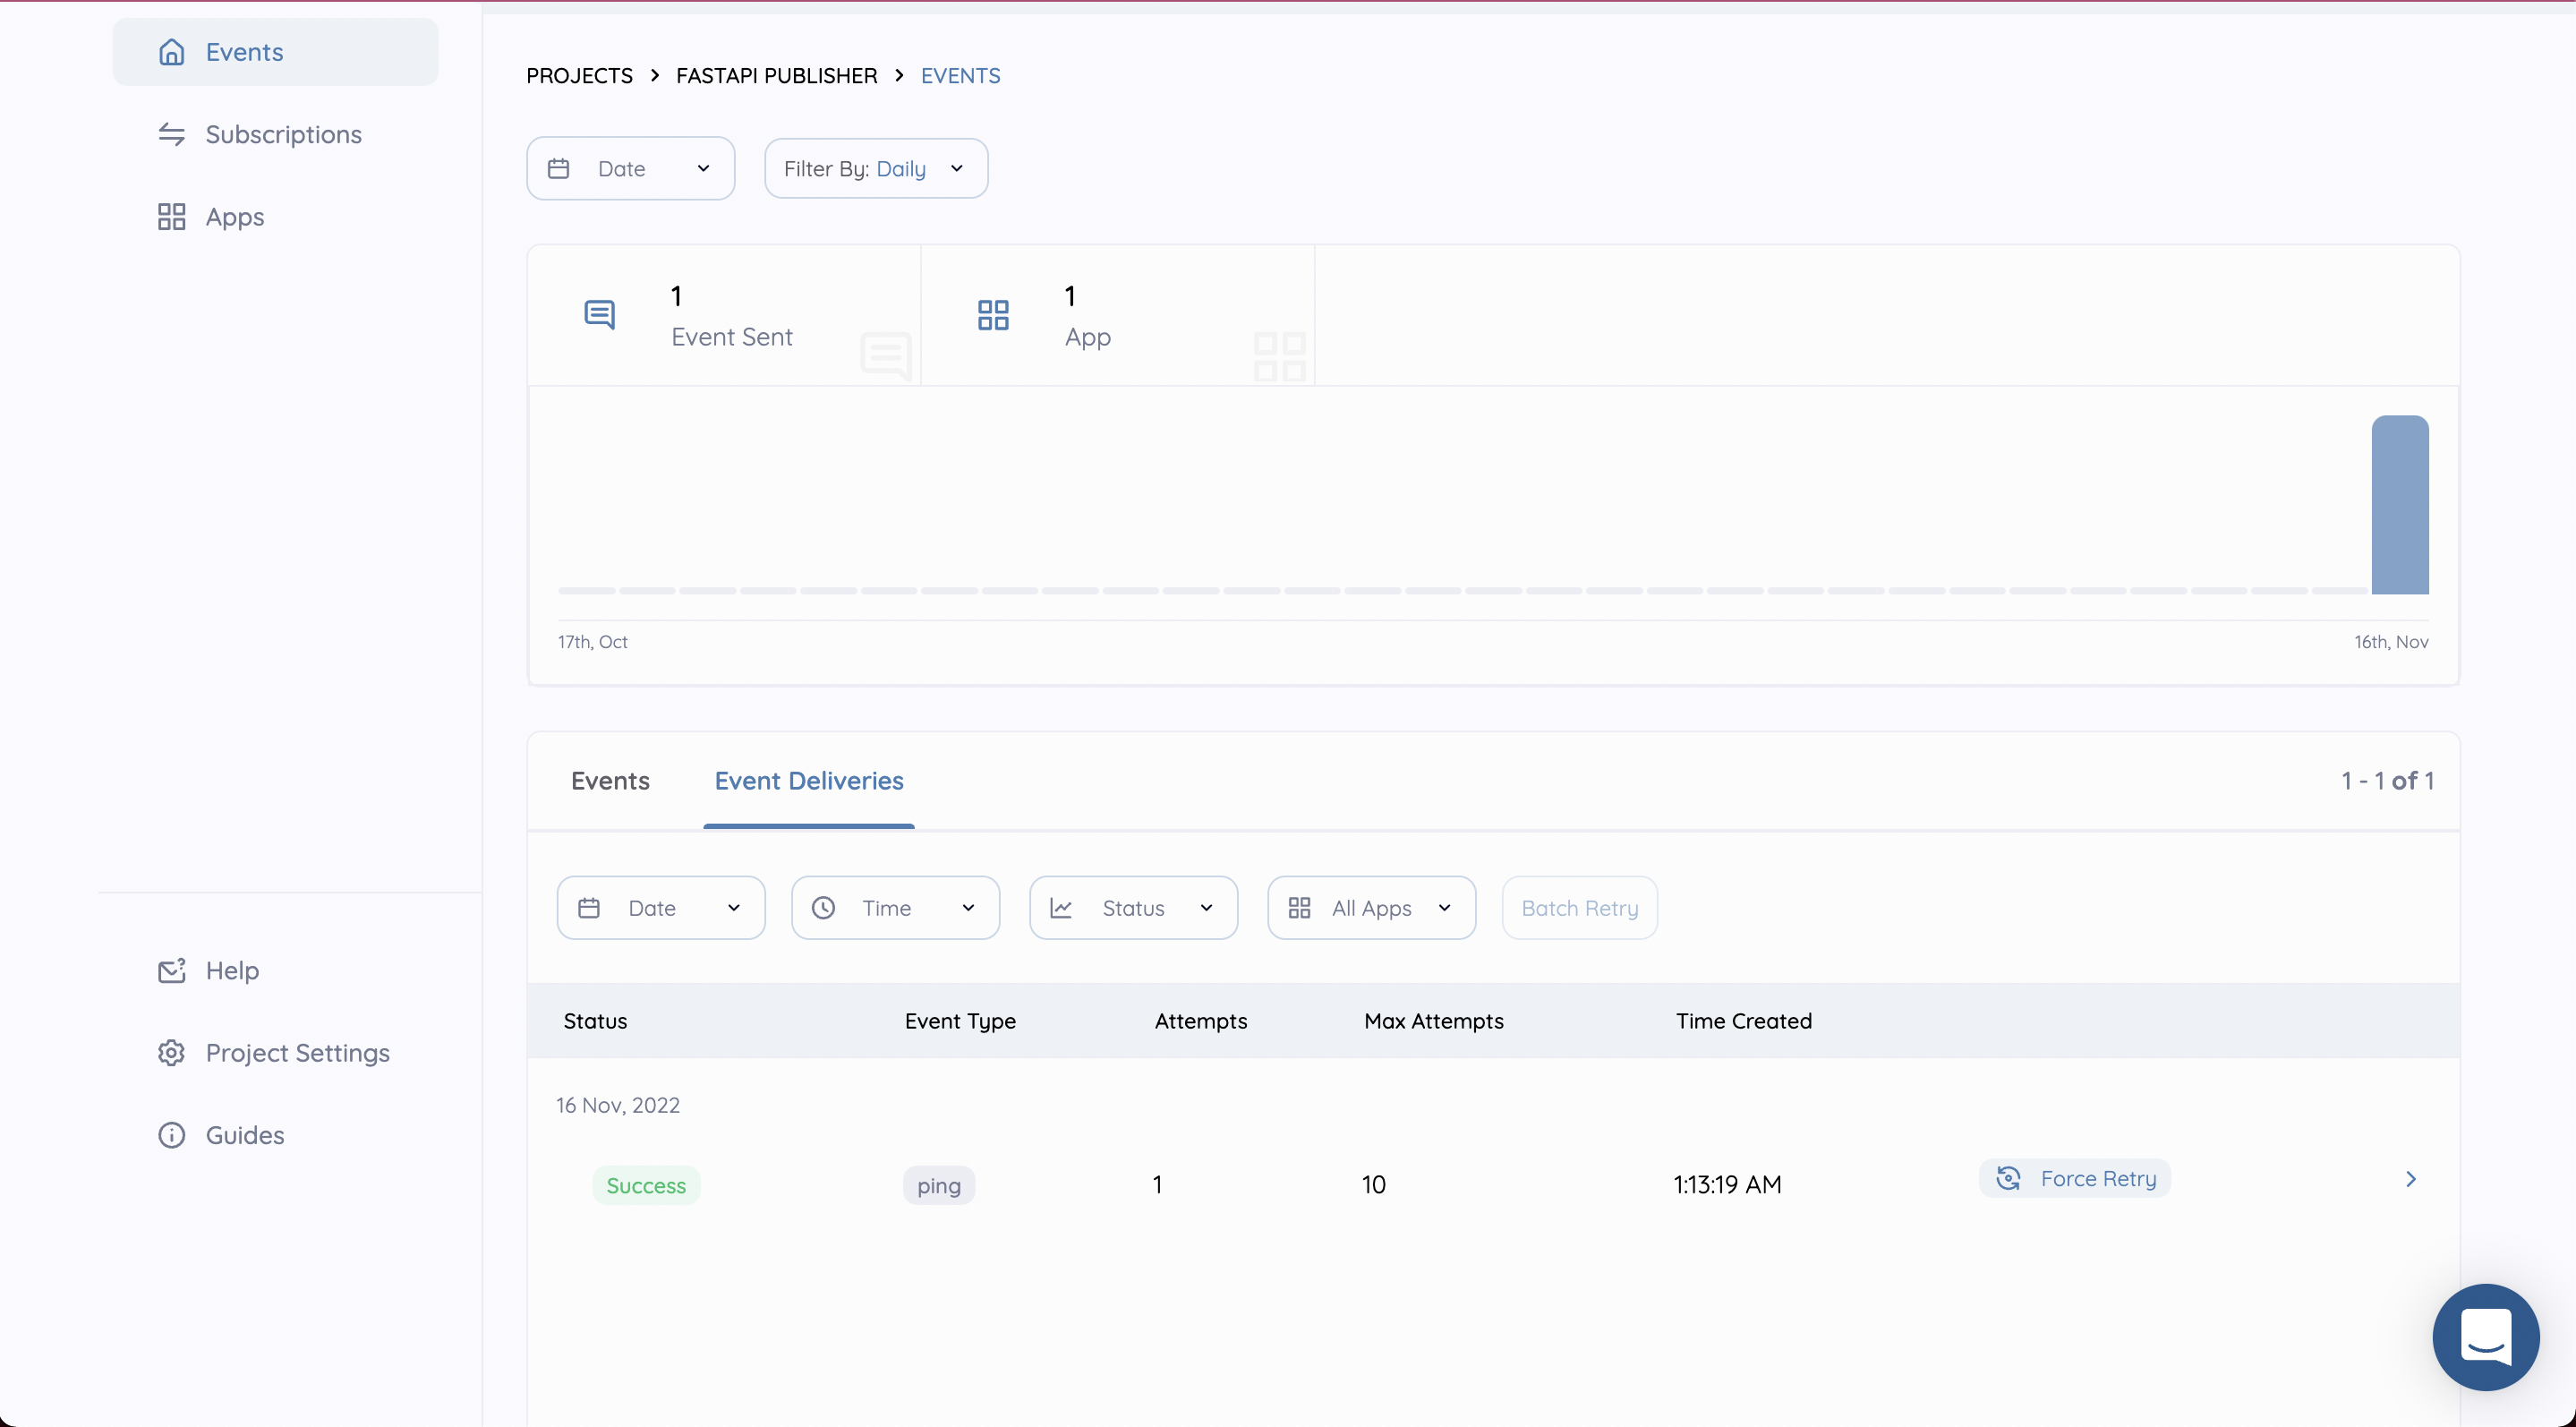 Events
Subscriptions
Apps
Help
Project Settings
Guides
PROJECTS > FASTAPI PUBLISHER > EVENTS
Date
Filter By: Daily
1
Event Sent
1
App
17th, Oct
16th, Nov
Events
Event Deliveries
1 - 1 of 1
Date
Time
Status
All Apps
Batch Retry
Status Event Type Attempts Max Attempts Time Created
16 Nov, 2022
Success ping 1 10 1:13:19 AM Force Retry